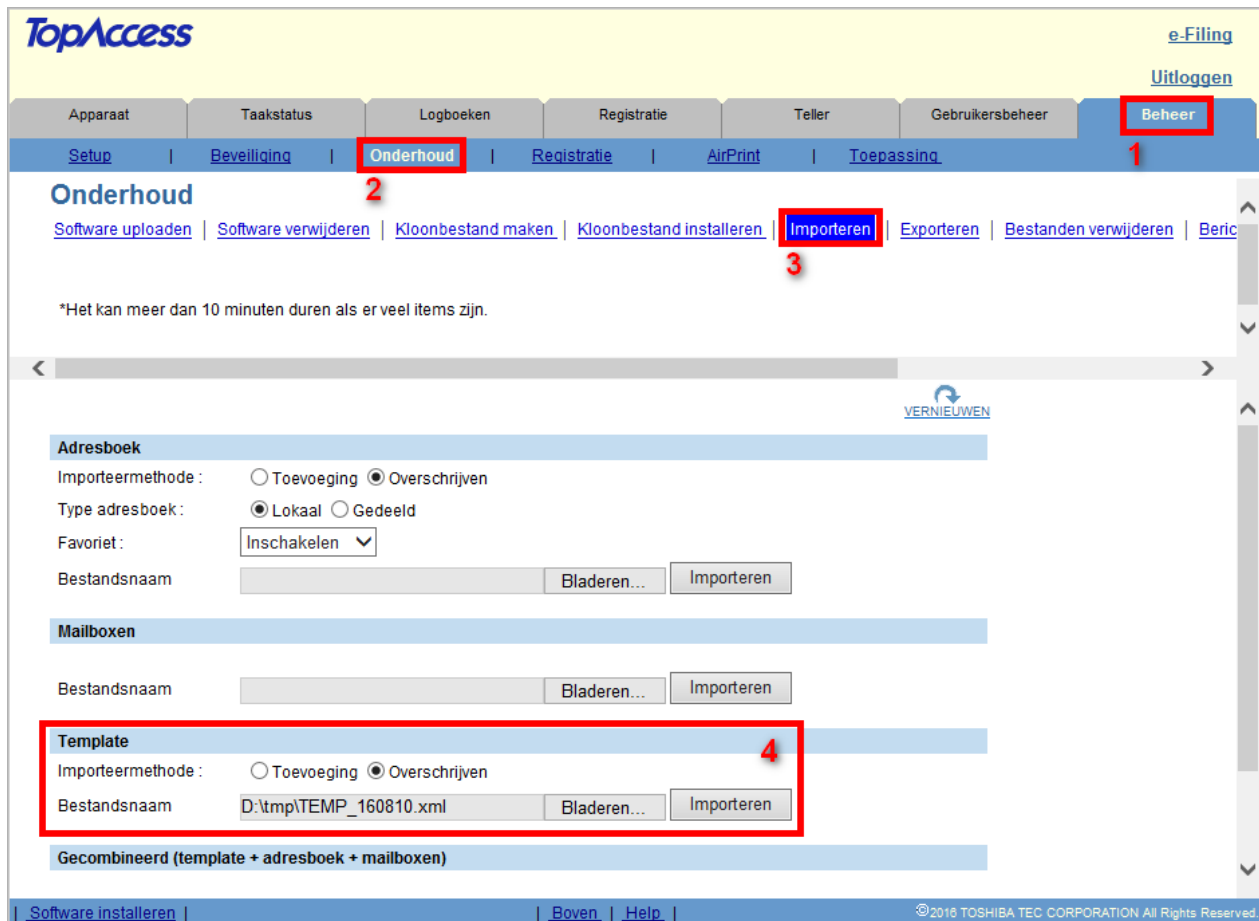 TopAccess
e-Filing
Uitloggen
Apparaat Taakstatus Logboeken Registratie Teller Gebruikersbeheer Beheer
Setup | Beveiliging | Onderhoud | Registratie | AirPrint | Toepassing
1
2
Onderhoud
Software uploaden | Software verwijderen | Kloonbestand maken | Kloonbestand installeren | Importeren | Exporteren | Bestanden verwijderen | Beric
3
*Het kan meer dan 10 minuten duren als er veel items zijn.
VERNIEUWEN
Adresboek
Importeermethode : Toevoeging Overschrijven
Type adresboek : Lokaal Gedeeld
Favoriet : Inschakelen
Bestandsnaam Bladeren... Importeren
Mailboxen
Bestandsnaam Bladeren... Importeren
Template 4
Importeermethode : Toevoeging Overschrijven
Bestandsnaam D:\tmp\TEMP_160810.xml Bladeren... Importeren
Gecombineerd (template + adresboek + mailboxen)
| Software installeren | | Boven | Help | ©2016 TOSHIBA TEC CORPORATION All Rights Reserved